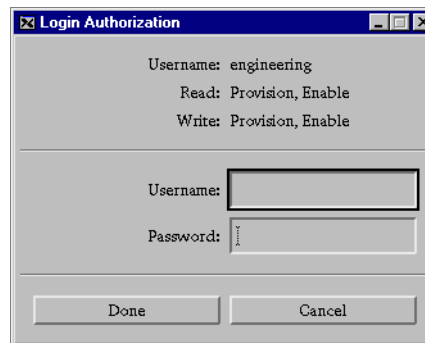 Login Authorization
Username: engineering
Read: Provision, Enable
Write: Provision, Enable
Username:
Password:
Done Cancel